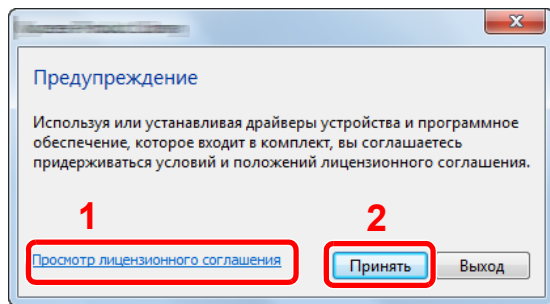 Предупреждение
Используя или устанавливая драйверы устройства и программное
обеспечение, которое входит в комплект, вы соглашаетесь
придерживаться условий и положений лицензионного соглашения.
1
2
Просмотр лицензионного соглашения
Принять
Выход